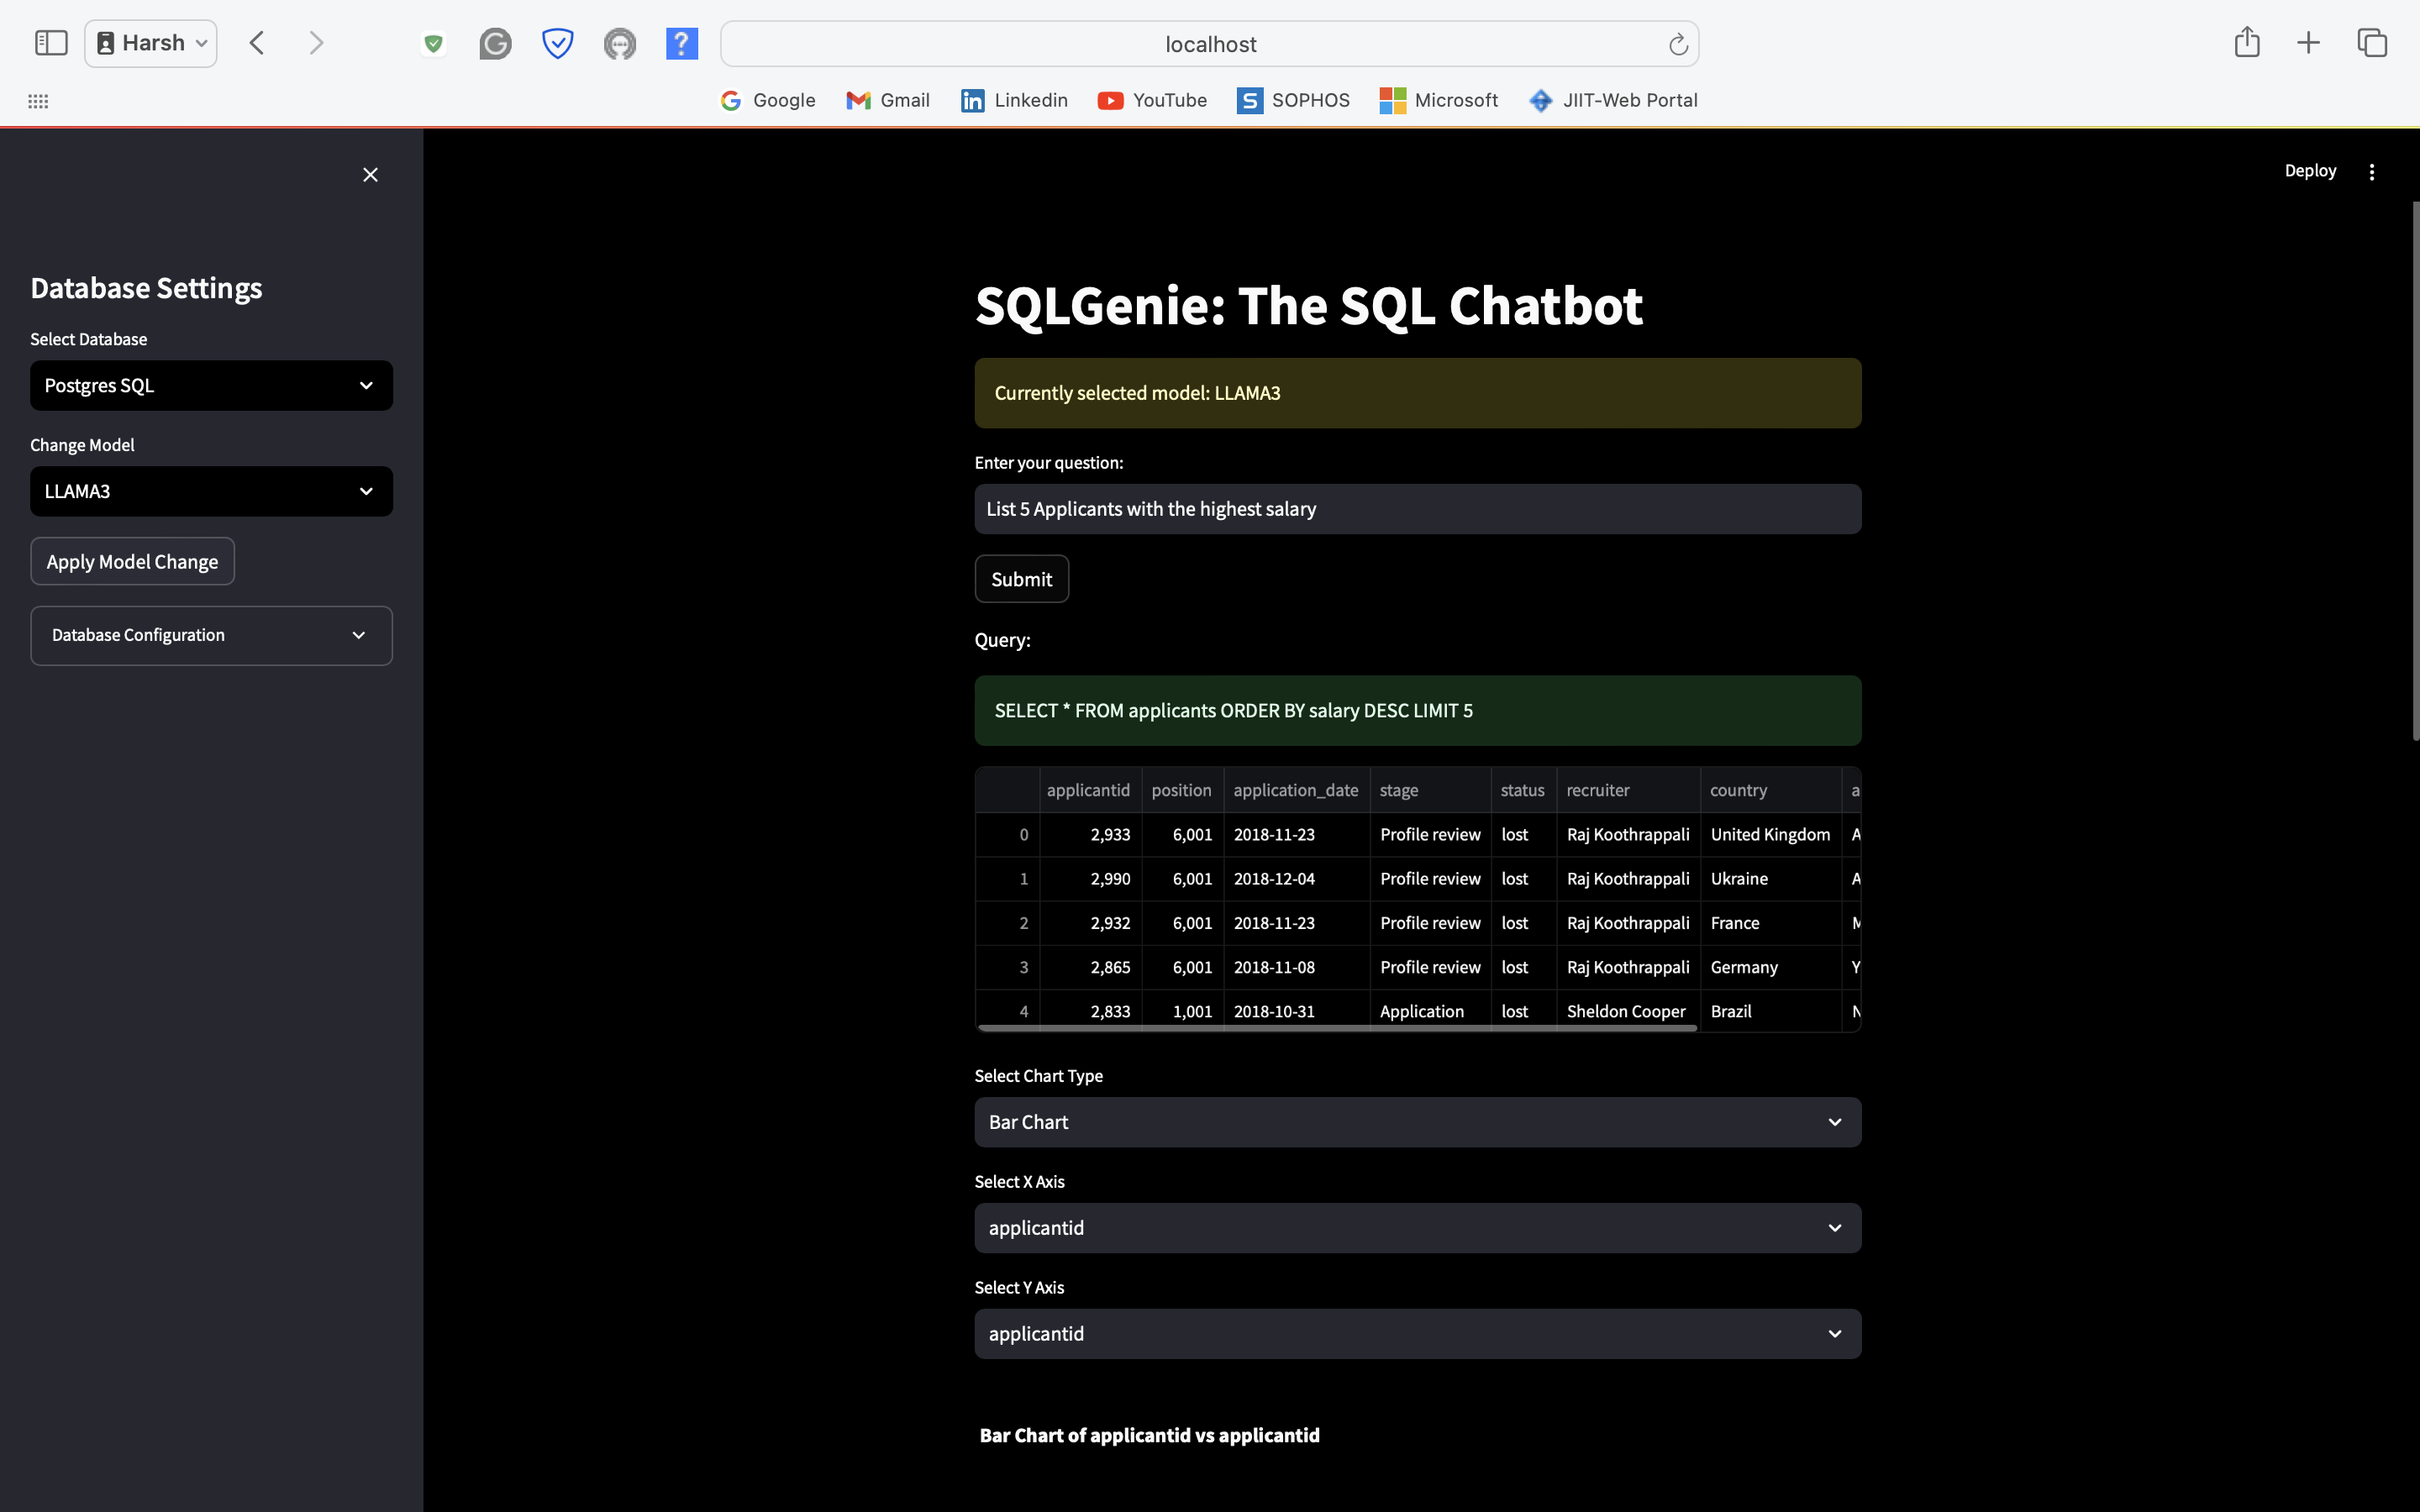 Harsh
localhost
Google Gmail Linkedin YouTube SOPHOS Microsoft JIIT-Web Portal
Deploy
Database Settings
Select Database
Postgres SQL
Change Model
LLAMA3
Apply Model Change
Database Configuration
SQLGenie: The SQL Chatbot
Currently selected model: LLAMA3
Enter your question:
List 5 Applicants with the highest salary
Submit
Query:
SELECT * FROM applicants ORDER BY salary DESC LIMIT 5
applicantid position application_date stage status recruiter country a
0 2,933 6,001 2018-11-23 Profile review lost Raj Koothrappali United Kingdom A
1 2,990 6,001 2018-12-04 Profile review lost Raj Koothrappali Ukraine A
2 2,932 6,001 2018-11-23 Profile review lost Raj Koothrappali France M
3 2,865 6,001 2018-11-08 Profile review lost Raj Koothrappali Germany Y
4 2,833 1,001 2018-10-31 Application lost Sheldon Cooper Brazil N
Select Chart Type
Bar Chart
Select X Axis
applicantid
Select Y Axis
applicantid
Bar Chart of applicantid vs applicantid